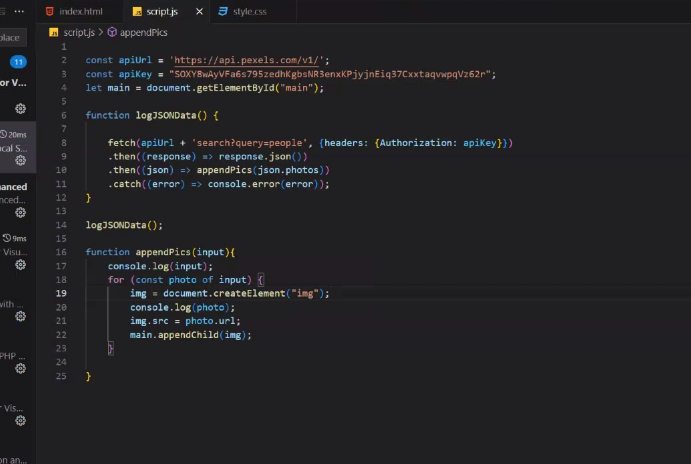 index.html
script.js
style.css
place
script.js > appendPics
11
or V...
20ms
ocal S...
anced
nced...
9ms
r Visu...
with ...
PHP ...
r Vis...
on an
1
2 const apiUrl = 'https://api.pexels.com/v1/';
3 const apiKey = "SOXY8wAyVFa6s795zedhKgbsNR3enxKPjyjnEiq37CxxtaqvwpqVz62r";
4 let main = document.getElementById("main");
5
6 function logJSONData() {
7
8 fetch(apiUrl + 'search?query=people', {headers: {Authorization: apiKey}})
9 .then((response) => response.json())
10 .then((json) => appendPics(json.photos))
11 .catch((error) => console.error(error));
12 }
13
14 logJSONData();
15
16 function appendPics(input){
17 console.log(input);
18 for (const photo of input) {
19 img = document.createElement("img");
20 console.log(photo);
21 img.src = photo.url;
22 main.appendChild(img);
23 }
24
25 }